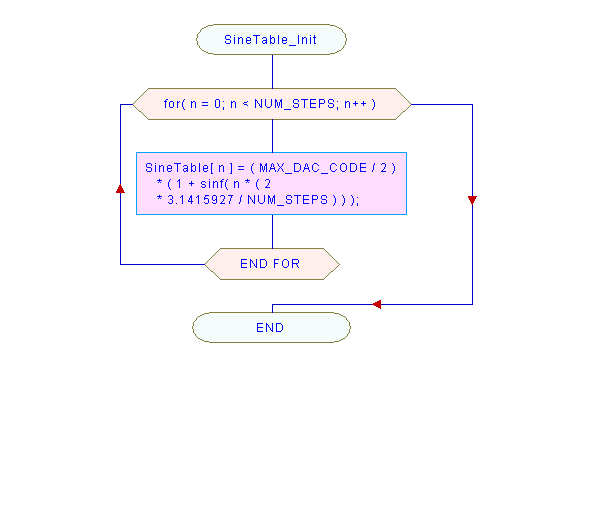 SineTable_Init
for( n = 0; n < NUM_STEPS; n++ )
SineTable[ n ] = ( MAX_DAC_CODE / 2 )
* ( 1 + sinf( n * ( 2
* 3.1415927 / NUM_STEPS ) ) );
END FOR
END